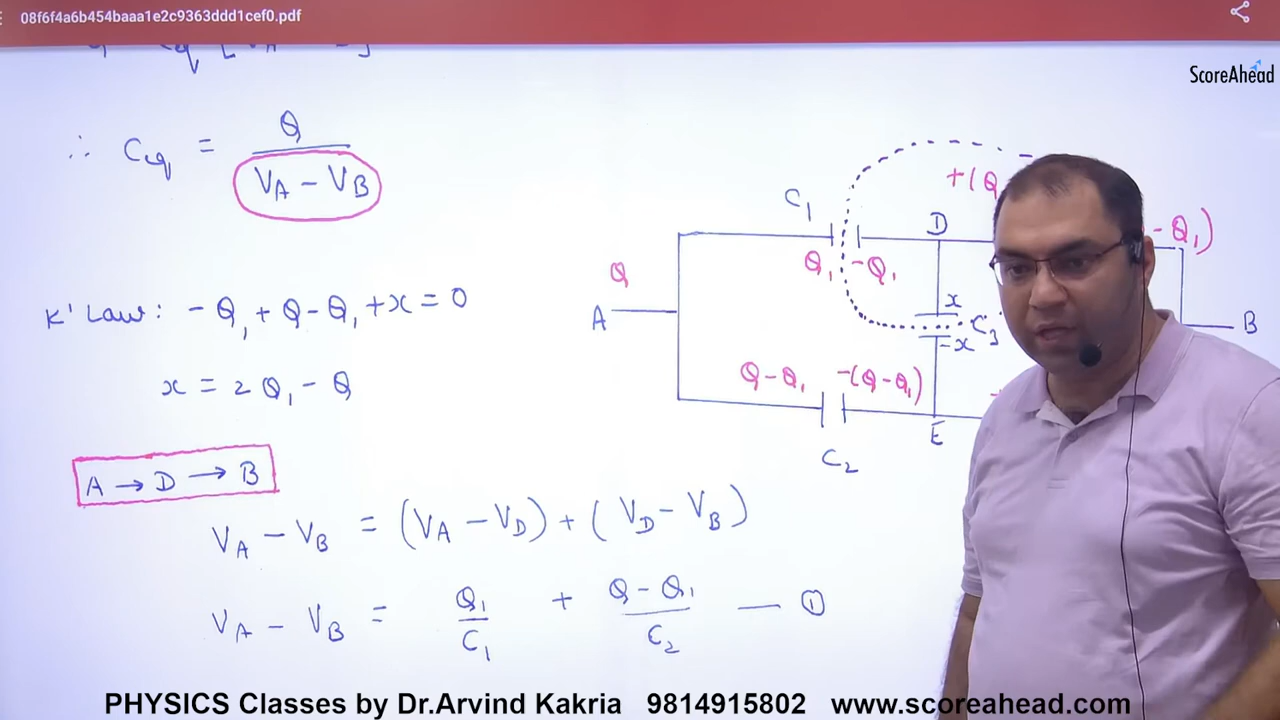 08f6f4a6b454baaa1e2c9363ddd1cef0.pdf
ScoreAhead
∴ Ceq = Q / (VA − VB)
K' Law: − Q1 + Q − Q1 + x = 0
x = 2Q1 − Q
A → D → B
VA − VB = (VA − VD) + (VD − VB)
VA − VB = Q1/C1 + (Q − Q1)/C2 — ①
+(Q
− Q1)
C1
D
Q
Q1
−Q1
x
C3
−x
A
B
Q − Q1
−(Q − Q1)
E
C2
PHYSICS Classes by Dr.Arvind Kakria 9814915802 www.scoreahead.com